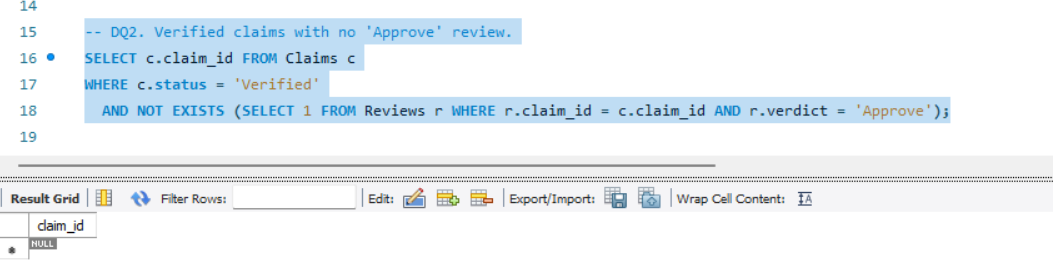 14
15 -- DQ2. Verified claims with no 'Approve' review.
16 SELECT c.claim_id FROM Claims c
17 WHERE c.status = 'Verified'
18 AND NOT EXISTS (SELECT 1 FROM Reviews r WHERE r.claim_id = c.claim_id AND r.verdict = 'Approve');
19
Result Grid Filter Rows: Edit: Export/Import: Wrap Cell Content: IA
claim_id
* NULL